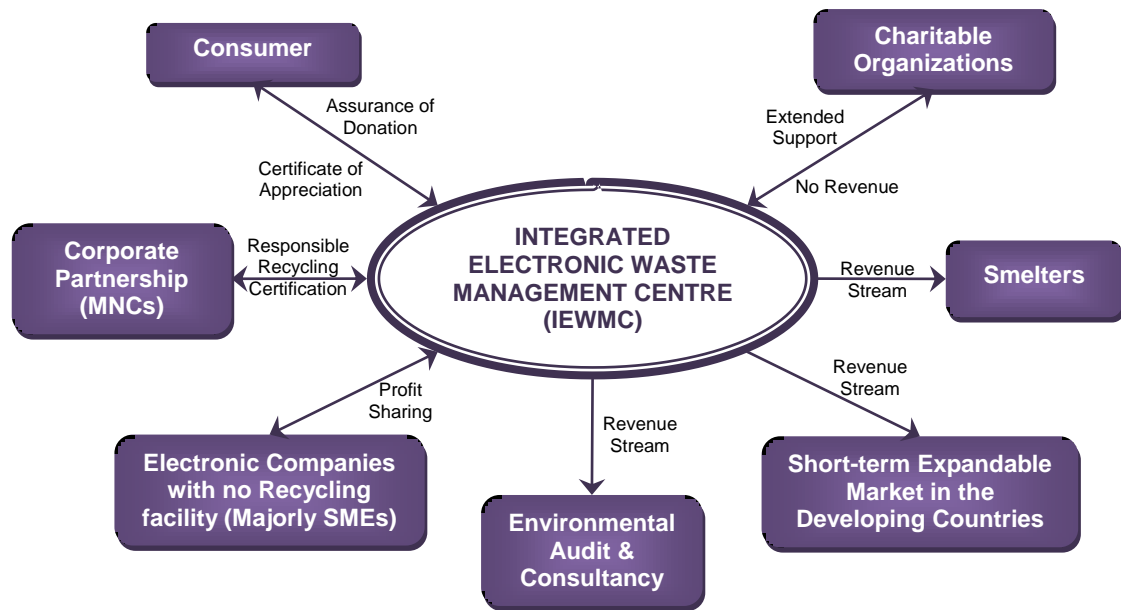 Consumer
Charitable
Organizations
Assurance of
Donation
Extended
Support
Certificate of
Appreciation
No Revenue
Corporate
Partnership
(MNCs)
Responsible
Recycling
Certification
INTEGRATED
ELECTRONIC WASTE
MANAGEMENT CENTRE
(IEWMC)
Revenue
Stream
Smelters
Profit
Sharing
Revenue
Stream
Revenue
Stream
Electronic Companies
with no Recycling
facility (Majorly SMEs)
Environmental
Audit &
Consultancy
Short-term Expandable
Market in the
Developing Countries